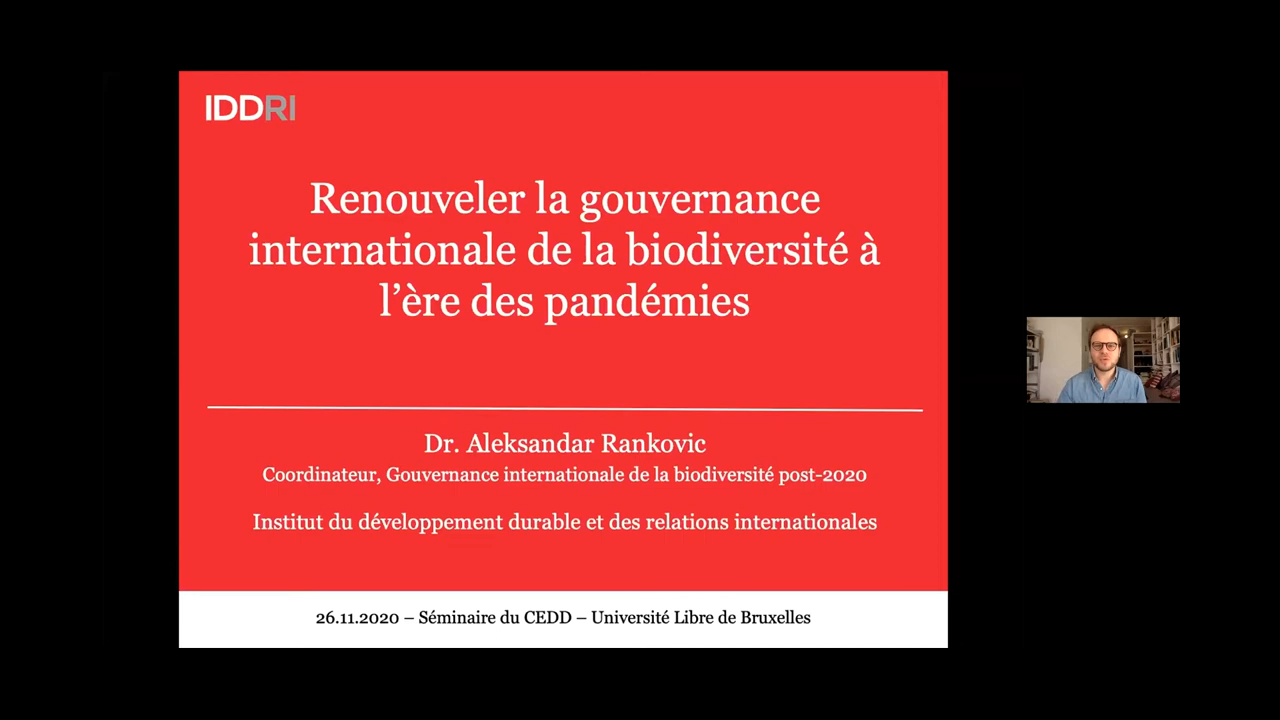 IDDRI
Renouveler la gouvernance
internationale de la biodiversité à
l’ère des pandémies
Dr. Aleksandar Rankovic
Coordinateur, Gouvernance internationale de la biodiversité post-2020
Institut du développement durable et des relations internationales
26.11.2020 – Séminaire du CEDD – Université Libre de Bruxelles